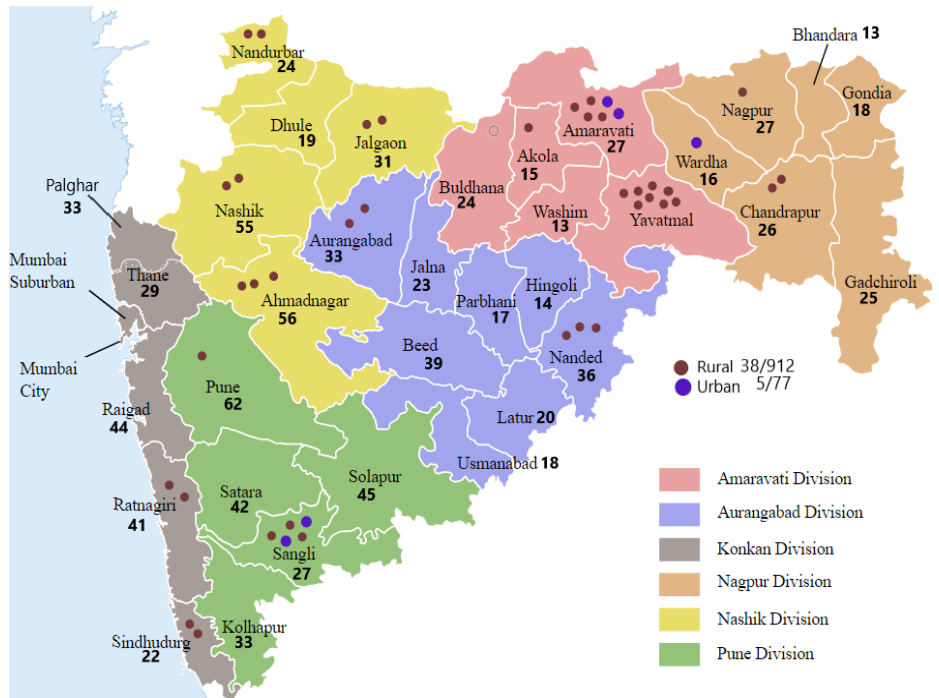 Bhandara 13
Nandurbar
24
Gondia
18
Nagpur
27
Dhule
19
Jalgaon
31
Amaravati
27
Akola
15
Wardha
16
Palghar
33
Buldhana
24
Nashik
55
Washim
13
Yavatmal
Chandrapur
26
Aurangabad
33
Mumbai
Suburban
Thane
29
Jalna
23
Hingoli
14
Gadchiroli
25
Ahmadnagar
56
Parbhani
17
Mumbai
City
Beed
39
Nanded
36
Rural 38/912
Urban 5/77
Pune
62
Raigad
44
Latur 20
Usmanabad 18
Solapur
45
Satara
42
Ratnagiri
41
Sangli
27
Kolhapur
33
Sindhudurg
22
Amaravati Division
Aurangabad Division
Konkan Division
Nagpur Division
Nashik Division
Pune Division